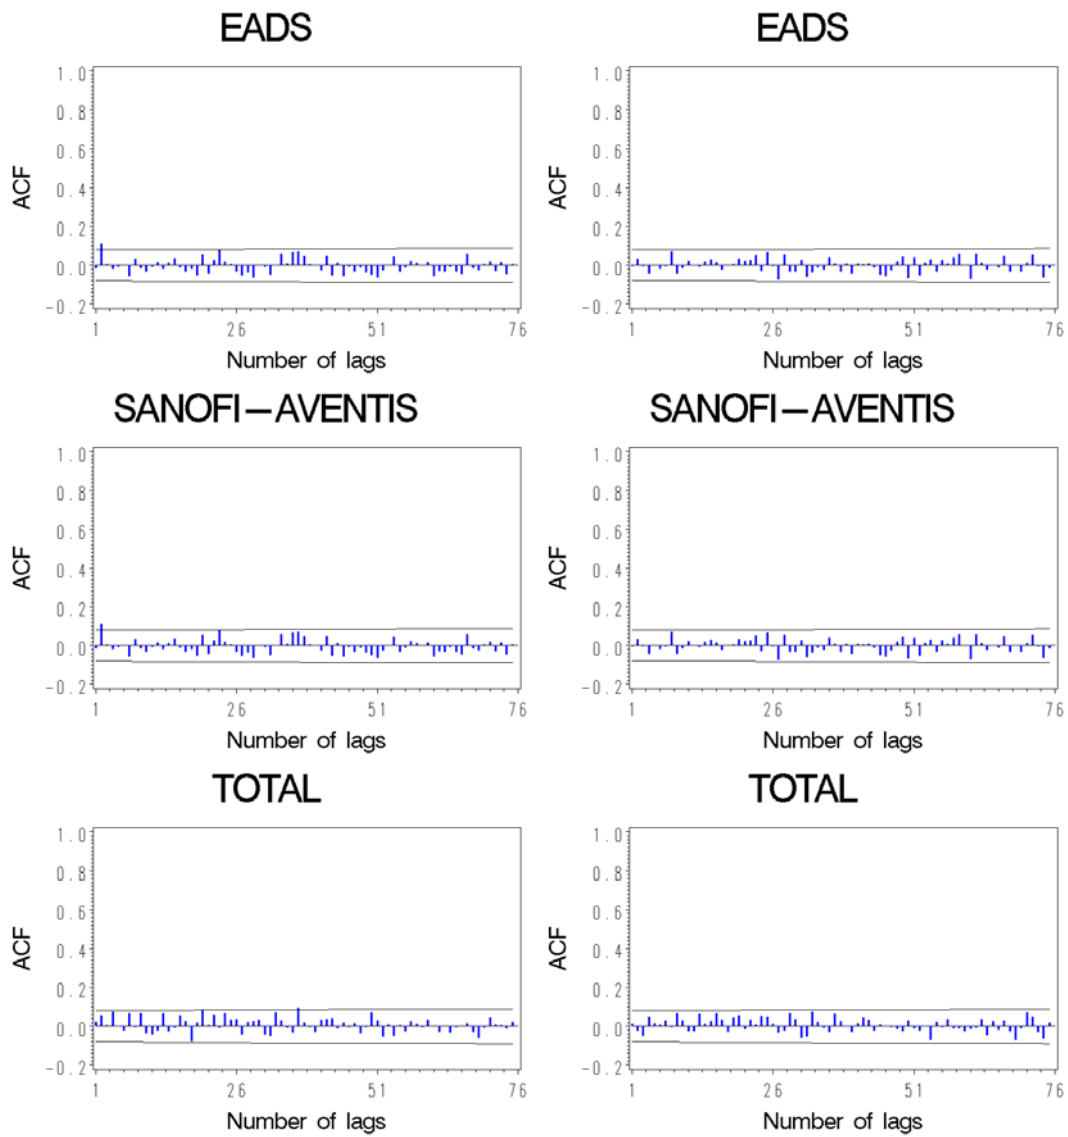 EADS EADS
ACF 1.0 0.8 0.6 0.4 0.2 0.0 -0.2 ACF 1.0 0.8 0.6 0.4 0.2 0.0 -0.2
1 26 51 76 1 26 51 76
Number of lags Number of lags
SANOFI-AVENTIS SANOFI-AVENTIS
ACF 1.0 0.8 0.6 0.4 0.2 0.0 -0.2 ACF 1.0 0.8 0.6 0.4 0.2 0.0 -0.2
1 26 51 76 1 26 51 76
Number of lags Number of lags
TOTAL TOTAL
ACF 1.0 0.8 0.6 0.4 0.2 0.0 -0.2 ACF 1.0 0.8 0.6 0.4 0.2 0.0 -0.2
1 26 51 76 1 26 51 76
Number of lags Number of lags